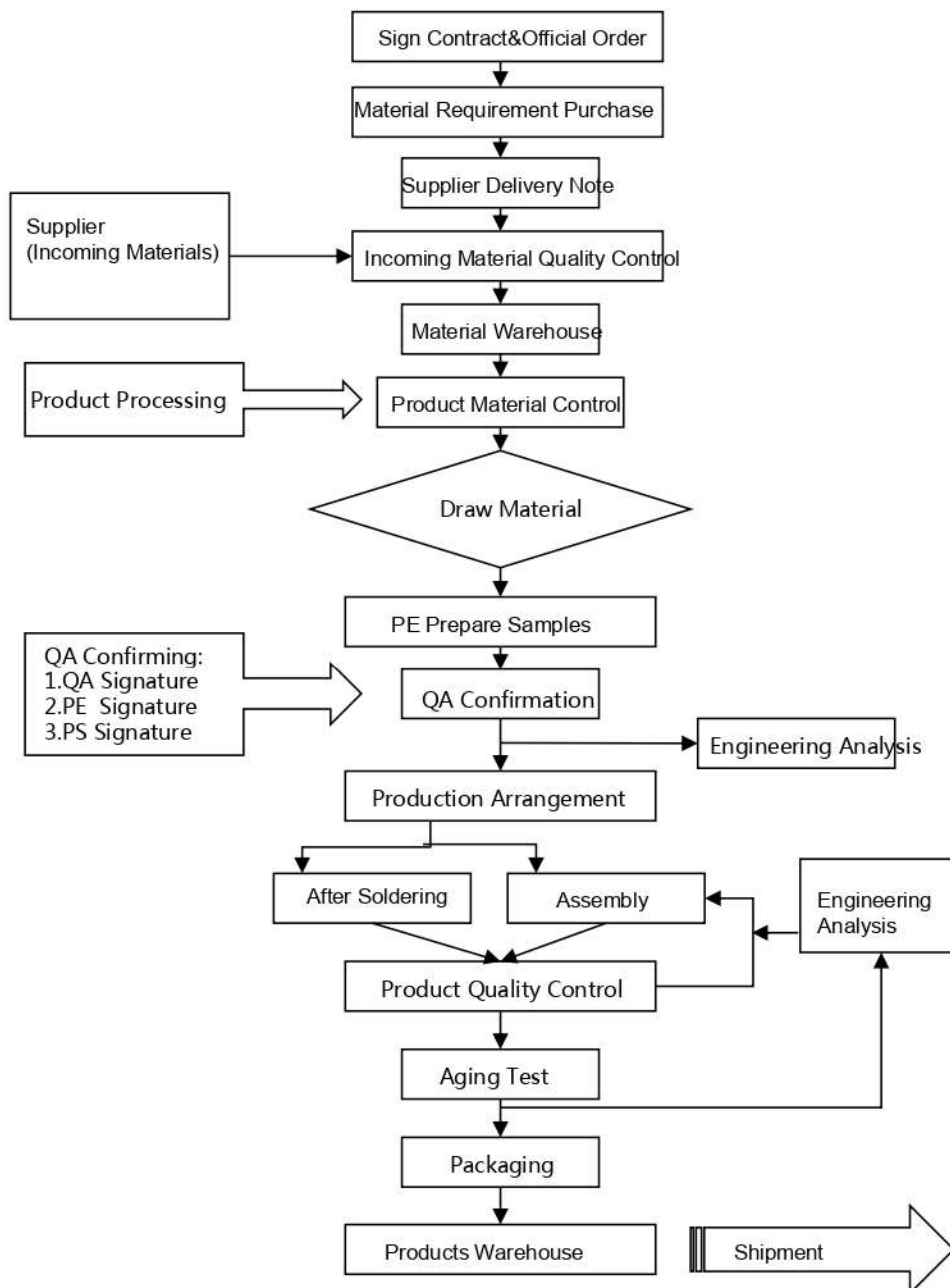 Sign Contract&Official Order
Material Requirement Purchase
Supplier Delivery Note
Supplier
(Incoming Materials)
Incoming Material Quality Control
Material Warehouse
Product Processing
Product Material Control
Draw Material
PE Prepare Samples
QA Confirming:
1.QA Signature
2.PE  Signature
3.PS Signature
QA Confirmation
Engineering Analysis
Production Arrangement
After Soldering
Assembly
Engineering
Analysis
Product Quality Control
Aging Test
Packaging
Products Warehouse
Shipment